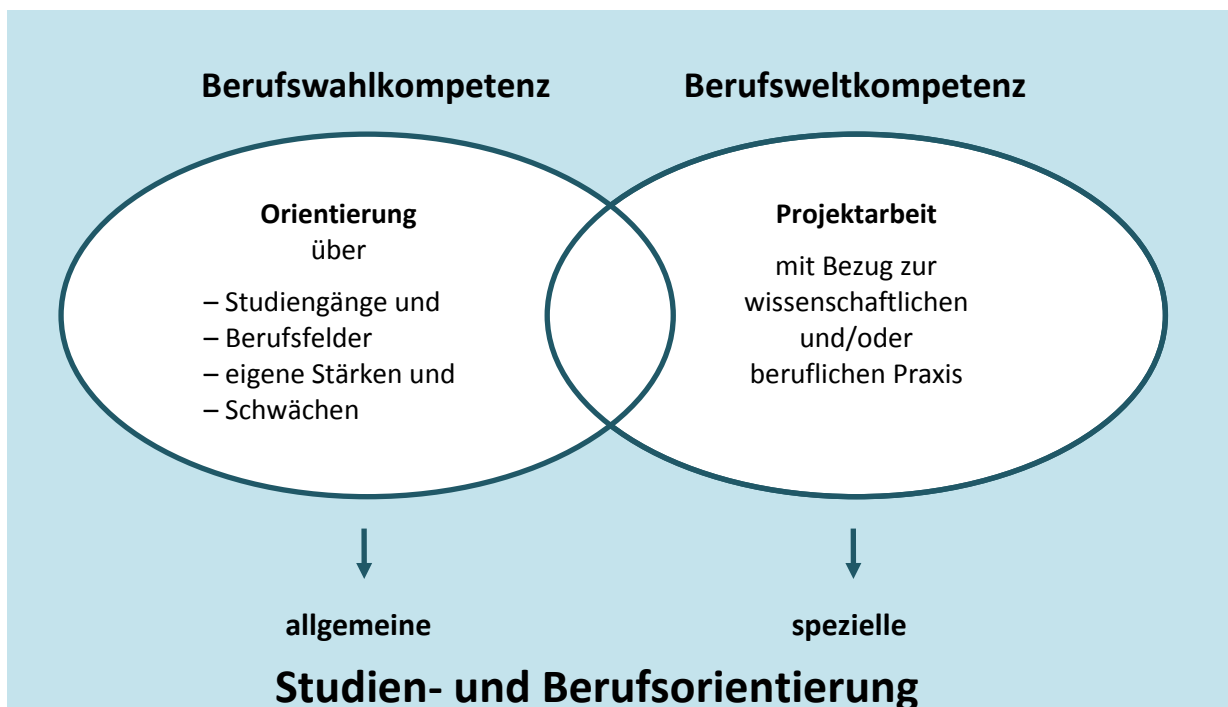 Berufswahlkompetenz
Berufsweltkompetenz
Orientierung
über
– Studiengänge und
– Berufsfelder
– eigene Stärken und
– Schwächen
Projektarbeit
mit Bezug zur
wissenschaftlichen
und/oder
beruflichen Praxis
allgemeine
spezielle
Studien- und Berufsorientierung